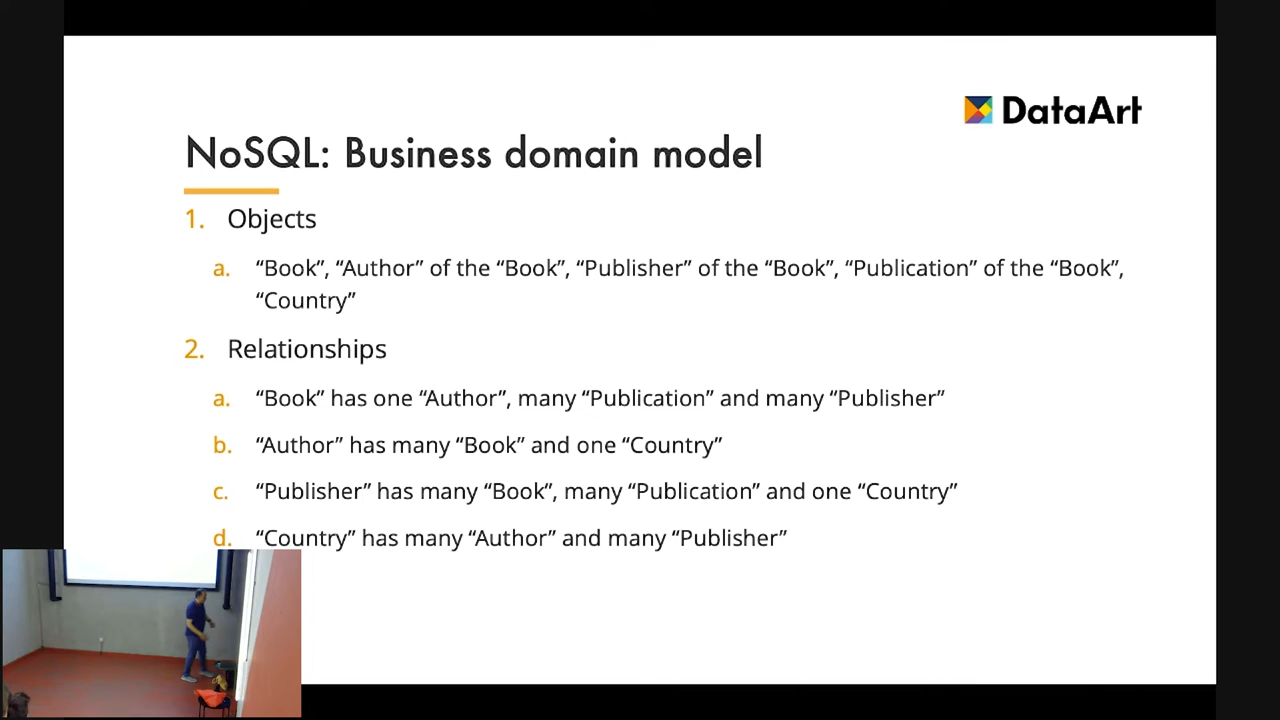 DataArt
NoSQL: Business domain model
1. Objects
a. “Book”, “Author” of the “Book”, “Publisher” of the “Book”, “Publication” of the “Book”,
“Country”
2. Relationships
a. “Book” has one “Author”, many “Publication” and many “Publisher”
b. “Author” has many “Book” and one “Country”
c. “Publisher” has many “Book”, many “Publication” and one “Country”
d. “Country” has many “Author” and many “Publisher”